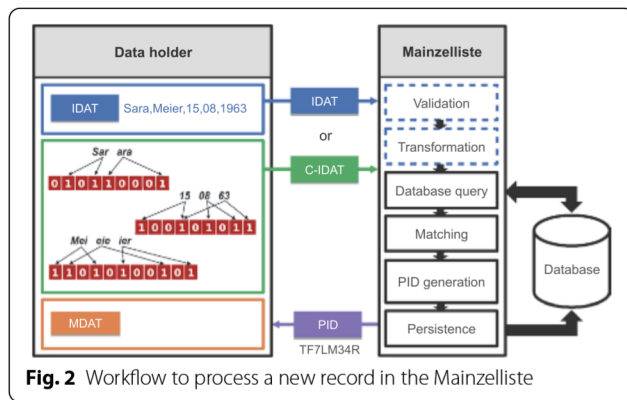 Data holder
Mainzelliste
IDAT
Sara,Meier,15,08,1963
IDAT
Validation
or
Transformation
Sar ara
C-IDAT
0 1 0 1 1 0 0 0 1
Database query
15 08 63
1 0 0 1 0 1 0 1 1
Matching
Mei eie ier
Database
1 1 0 1 0 1 0 0 1 0 1
PID generation
MDAT
PID
Persistence
TF7LM34R
Fig. 2 Workflow to process a new record in the Mainzelliste